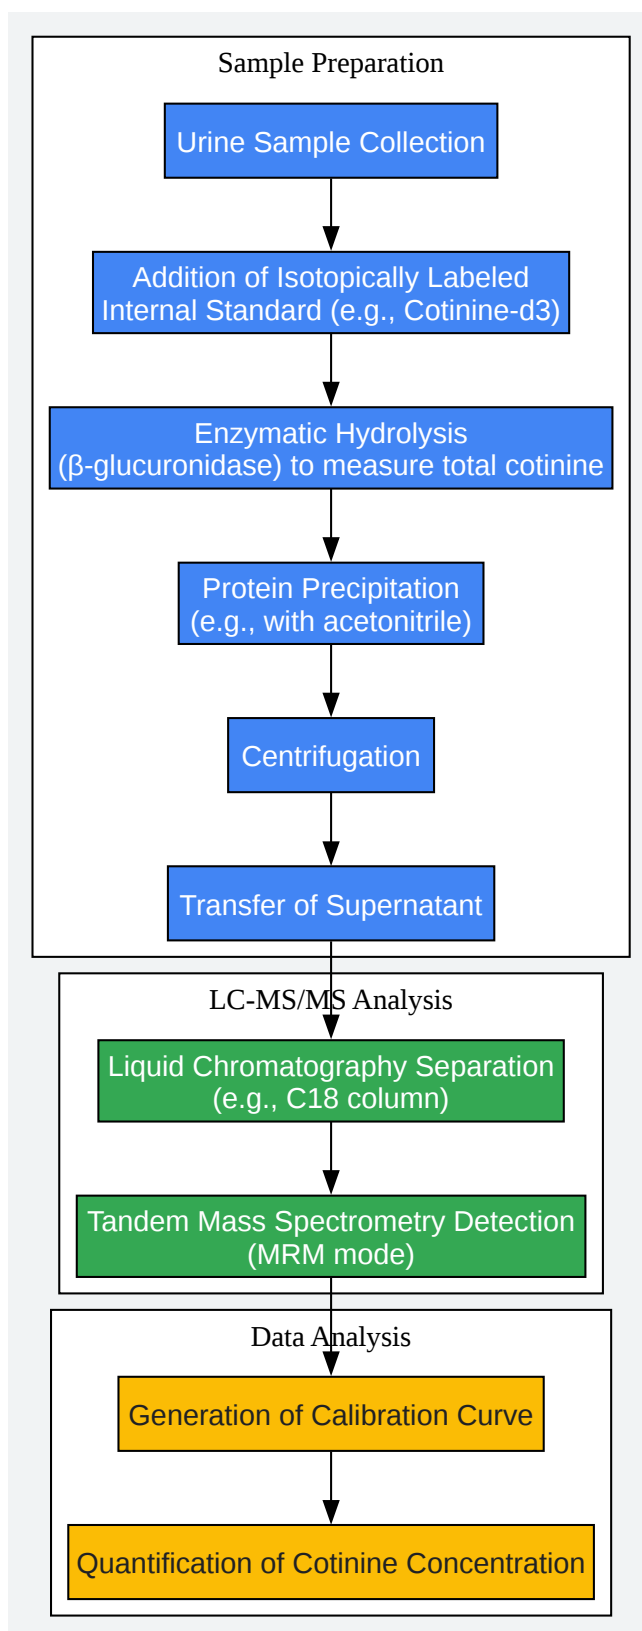 Sample Preparation
Urine Sample Collection
Addition of Isotopically Labeled
Internal Standard (e.g., Cotinine-d3)
Enzymatic Hydrolysis
(β-glucuronidase) to measure total cotinine
Protein Precipitation
(e.g., with acetonitrile)
Centrifugation
Transfer of Supernatant
LC-MS/MS Analysis
Liquid Chromatography Separation
(e.g., C18 column)
Tandem Mass Spectrometry Detection
(MRM mode)
Data Analysis
Generation of Calibration Curve
Quantification of Cotinine Concentration